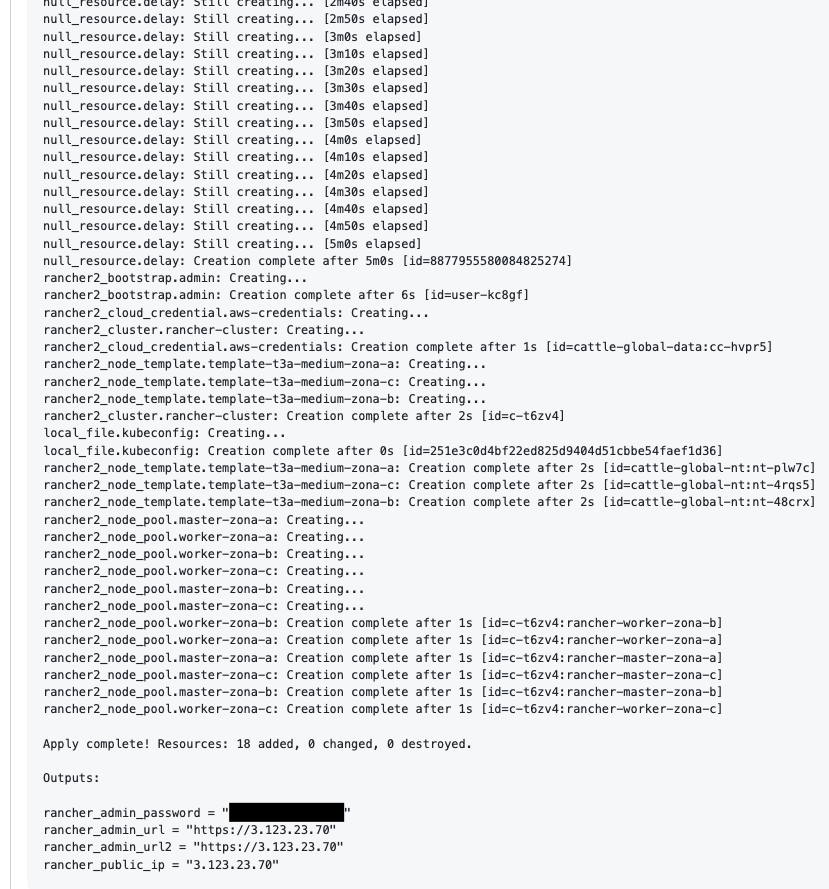 null_resource.delay: Still creating... [2m40s elapsed]
null_resource.delay: Still creating... [2m50s elapsed]
null_resource.delay: Still creating... [3m0s elapsed]
null_resource.delay: Still creating... [3m10s elapsed]
null_resource.delay: Still creating... [3m20s elapsed]
null_resource.delay: Still creating... [3m30s elapsed]
null_resource.delay: Still creating... [3m40s elapsed]
null_resource.delay: Still creating... [3m50s elapsed]
null_resource.delay: Still creating... [4m0s elapsed]
null_resource.delay: Still creating... [4m10s elapsed]
null_resource.delay: Still creating... [4m20s elapsed]
null_resource.delay: Still creating... [4m30s elapsed]
null_resource.delay: Still creating... [4m40s elapsed]
null_resource.delay: Still creating... [4m50s elapsed]
null_resource.delay: Still creating... [5m0s elapsed]
null_resource.delay: Creation complete after 5m0s [id=8877955580084825274]
rancher2_bootstrap.admin: Creating...
rancher2_bootstrap.admin: Creation complete after 6s [id=user-kc8gf]
rancher2_cloud_credential.aws-credentials: Creating...
rancher2_cluster.rancher-cluster: Creating...
rancher2_cloud_credential.aws-credentials: Creation complete after 1s [id=cattle-global-data:cc-hvpr5]
rancher2_node_template.template-t3a-medium-zona-a: Creating...
rancher2_node_template.template-t3a-medium-zona-c: Creating...
rancher2_node_template.template-t3a-medium-zona-b: Creating...
rancher2_cluster.rancher-cluster: Creation complete after 2s [id=c-t6zv4]
local_file.kubeconfig: Creating...
local_file.kubeconfig: Creation complete after 0s [id=251e3c0d4bf22ed825d9404d51cbbe54faef1d36]
rancher2_node_template.template-t3a-medium-zona-a: Creation complete after 2s [id=cattle-global-nt:nt-plw7c]
rancher2_node_template.template-t3a-medium-zona-c: Creation complete after 2s [id=cattle-global-nt:nt-4rqs5]
rancher2_node_template.template-t3a-medium-zona-b: Creation complete after 2s [id=cattle-global-nt:nt-48crx]
rancher2_node_pool.master-zona-a: Creating...
rancher2_node_pool.worker-zona-a: Creating...
rancher2_node_pool.worker-zona-b: Creating...
rancher2_node_pool.worker-zona-c: Creating...
rancher2_node_pool.master-zona-b: Creating...
rancher2_node_pool.master-zona-c: Creating...
rancher2_node_pool.worker-zona-b: Creation complete after 1s [id=c-t6zv4:rancher-worker-zona-b]
rancher2_node_pool.worker-zona-a: Creation complete after 1s [id=c-t6zv4:rancher-worker-zona-a]
rancher2_node_pool.master-zona-a: Creation complete after 1s [id=c-t6zv4:rancher-master-zona-a]
rancher2_node_pool.master-zona-c: Creation complete after 1s [id=c-t6zv4:rancher-master-zona-c]
rancher2_node_pool.master-zona-b: Creation complete after 1s [id=c-t6zv4:rancher-master-zona-b]
rancher2_node_pool.worker-zona-c: Creation complete after 1s [id=c-t6zv4:rancher-worker-zona-c]
Apply complete! Resources: 18 added, 0 changed, 0 destroyed.
Outputs:
rancher_admin_password = ""
rancher_admin_url = "https://3.123.23.70"
rancher_admin_url2 = "https://3.123.23.70"
rancher_public_ip = "3.123.23.70"